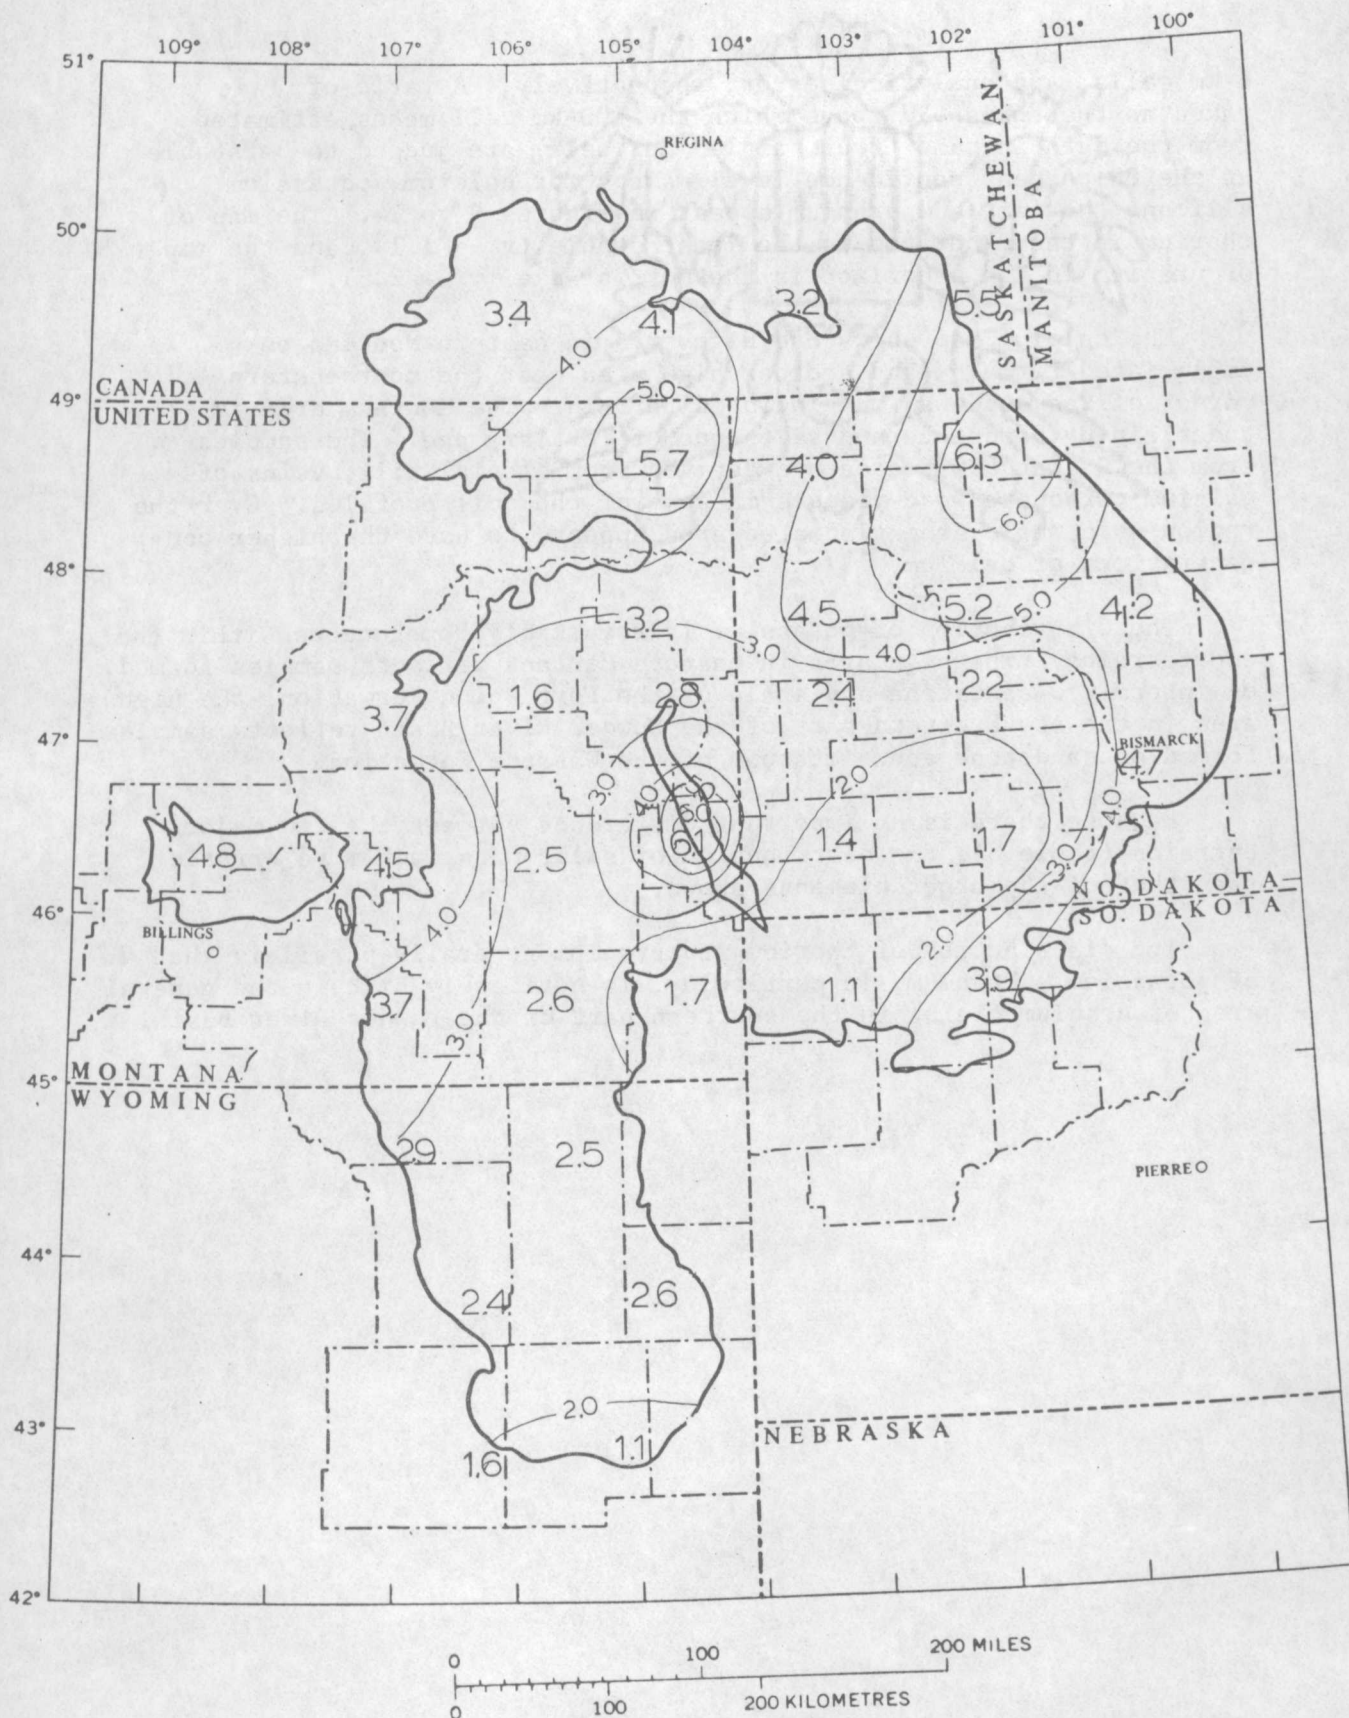 109° 108° 107° 106° 105° 104° 103° 102° 101° 100°
51°
SASKATCHEWAN
MANITOBA
REGINA
50°
3.4 4.1 3.2 5.5
4.0
5.0
CANADA
49°
UNITED STATES
5.7 4.0 6.3
6.0
48°
3.2 4.5 5.2 5.0 4.2
3.0 4.0
1.6 2.8 2.4 2.2
3.7
47°
BISMARCK
4.7
3.0 4.0 5.0 2.0
6.0 4.0
4.8 4.5 2.5 6.1 1.4 1.7
3.0
NO. DAKOTA
46°
SO. DAKOTA
BILLINGS
4.0 2.0
3.7 2.6 1.7 1.1 3.9
3.0
MONTANA
45°
WYOMING
2.9 2.5
PIERRE
44°
2.4 2.6
2.0
43°
NEBRASKA
1.6 1.1
42°
0 100 200 MILES
0 100 200 KILOMETRES